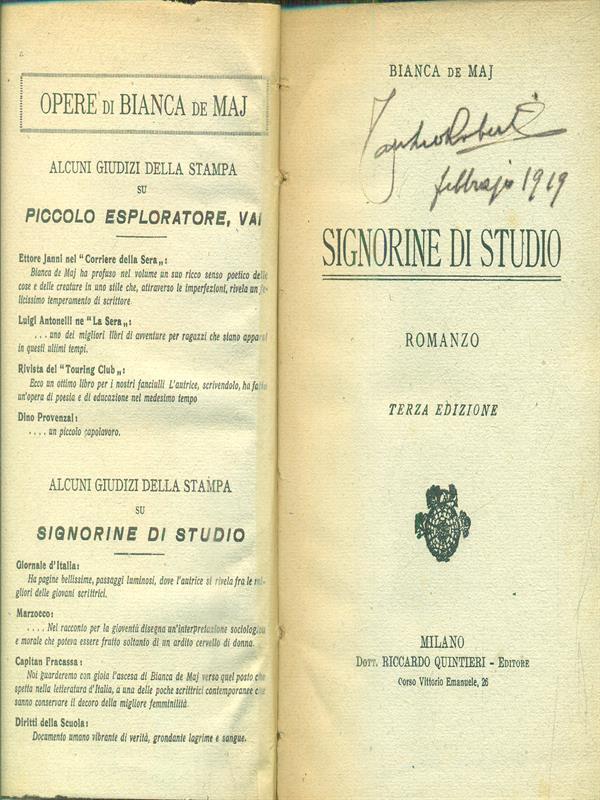 OPERE DI BIANCA DE MAJ
ALCUNI GIUDIZI DELLA STAMPA
SU
PICCOLO ESPLORATORE, VAI
Ettore Janni nel "Corriere della Sera„:
Bianca de Maj ha profuso nel volume un suo ricco senso poetico delle
cose e delle creature in uno stile che, attraverso le imperfezioni, rivela un fe-
licissimo temperamento di scrittore
Luigi Antonelli ne "La Sera„:
. . . uno dei migliori libri di avventure per ragazzi che siano apparsi
in questi ultimi tempi.
Rivista del "Touring Club„:
Ecco un ottimo libro per i nostri fanciulli L'autrice, scrivendolo, ha fatto
un'opera di poesia e di educazione nel medesimo tempo
Dino Provenzal:
. . . . un piccolo capolavoro.
ALCUNI GIUDIZI DELLA STAMPA
SU
SIGNORINE DI STUDIO
Giornale d'Italia:
Ha pagine bellissime, passaggi luminosi, dove l'autrice si rivela fra le mi-
gliori delle giovani scrittrici.
Marzocco:
. . . . Nel racconto per la gioventù disegna un'interpretazione sociologica
e morale che poteva essere frutto soltanto di un ardito cervello di donna.
Capitan Fracassa:
Noi guarderemo con gioia l'ascesa di Bianca de Maj verso quel posto che
spetta nella letteratura d'Italia, a una delle poche scrittrici contemporanee che
sanno conservare il decoro della migliore femminilità
Diritti della Scuola:
Documento umano vibrante di verità, grondante lagrime e sangue.
BIANCA DE MAJ
febbrajo 1919
SIGNORINE DI STUDIO
ROMANZO
TERZA EDIZIONE
MILANO
DOTT. RICCARDO QUINTIERI - EDITORE
Corso Vittorio Emanuele, 26